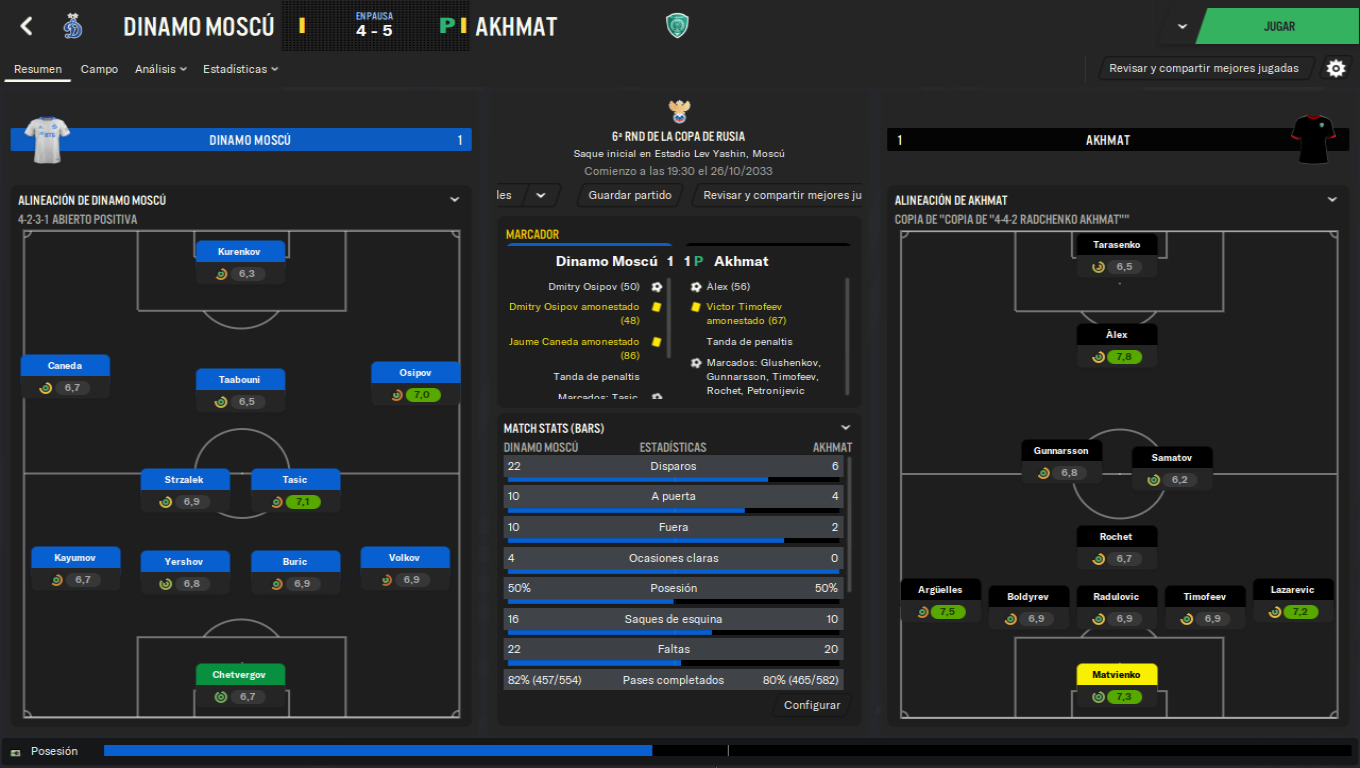 DINAMO MOSCÚ
EN PAUSA
4 - 5
P
AKHMAT
JUGAR
Resumen
Campo
Análisis
Estadísticas
Revisar y compartir mejores jugadas
DINAMO MOSCÚ
1
6ª RND DE LA COPA DE RUSIA
Saque inicial en Estadio Lev Yashin, Moscú
Comienzo a las 19:30 el 26/10/2033
les
Guardar partido
Revisar y compartir mejores ju
1
AKHMAT
ALINEACIÓN DE DINAMO MOSCÚ
4-2-3-1 ABIERTO POSITIVA
Kurenkov
6,3
Caneda
6,7
Taabouni
6,5
Osipov
7,0
Strzalek
6,9
Tasic
7,1
Kayumov
6,7
Yershov
6,8
Buric
6,9
Volkov
6,9
Chetvergov
6,7
MARCADOR
Dinamo Moscú 1
1 P Akhmat
Dmitry Osipov (50)
Dmitry Osipov amonestado
(48)
Jaume Caneda amonestado
(86)
Tanda de penaltis
Marcados: Tasic,
Àlex (56)
Victor Timofeev
amonestado (67)
Tanda de penaltis
Marcados: Glushenkov,
Gunnarsson, Timofeev,
Rochet, Petronijevic
MATCH STATS (BARS)
DINAMO MOSCÚ ESTADÍSTICAS AKHMAT
22 Disparos 6
10 A puerta 4
10 Fuera 2
4 Ocasiones claras 0
50% Posesión 50%
16 Saques de esquina 10
22 Faltas 20
82% (457/554) Pases completados 80% (465/582)
Configurar
ALINEACIÓN DE AKHMAT
COPIA DE "COPIA DE "4-4-2 RADCHENKO AKHMAT""
Tarasenko
6,5
Àlex
7,8
Gunnarsson
6,8
Samatov
6,2
Rochet
6,7
Argüelles
7,5
Boldyrev
6,9
Radulovic
6,9
Timofeev
6,9
Lazarevic
7,2
Matvienko
7,3
Posesión